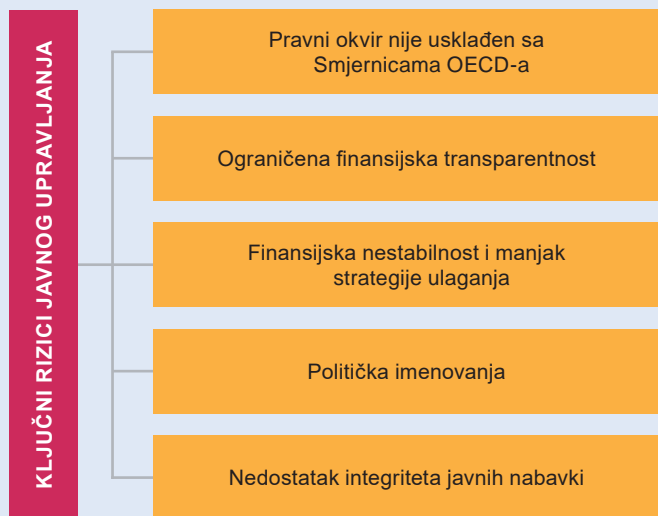 KLJUČNI RIZICI JAVNOG UPRAVLJANJA
Pravni okvir nije usklađen sa
Smjernicama OECD-a
Ograničena finansijska transparentnost
Finansijska nestabilnost i manjak
strategije ulaganja
Politička imenovanja
Nedostatak integriteta javnih nabavki